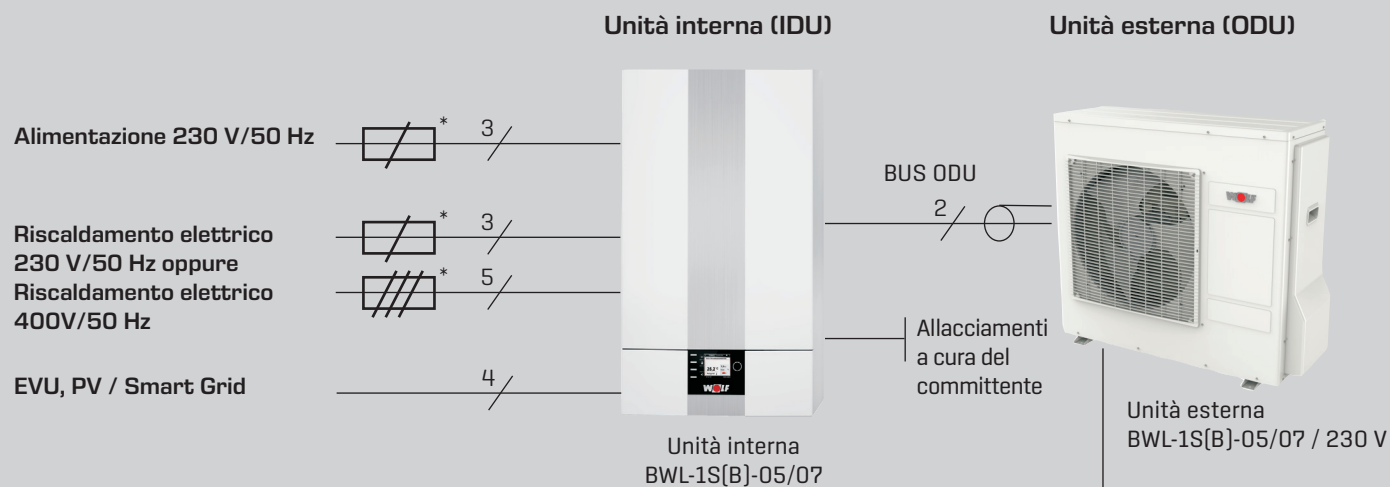 Unità interna (IDU)
Unità esterna (ODU)
Alimentazione 230 V/50 Hz
* 3
Riscaldamento elettrico
230 V/50 Hz oppure
Riscaldamento elettrico
400V/50 Hz
* 3
* 5
EVU, PV / Smart Grid
4
BUS ODU
2
Allacciamenti
a cura del
committente
WOLF
WOLF
Unità interna
BWL-1S(B)-05/07
Unità esterna
BWL-1S(B)-05/07 / 230 V